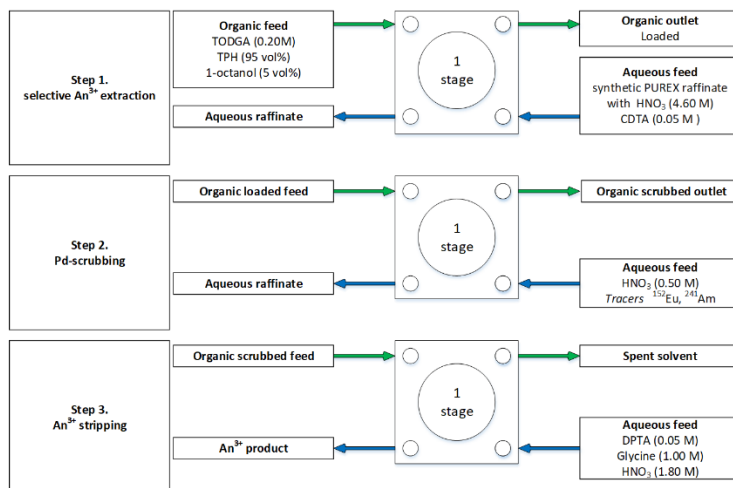 Step 1.
selective An³⁺ extraction
Organic feed
TODGA (0.20M)
TPH (95 vol%)
1-octanol (5 vol%)
Aqueous raffinate
1
stage
Organic outlet
Loaded
Aqueous feed
synthetic PUREX raffinate
with HNO₃ (4.60 M)
CDTA (0.05 M )
Step 2.
Pd-scrubbing
Organic loaded feed
Aqueous raffinate
1
stage
Organic scrubbed outlet
Aqueous feed
HNO₃ (0.50 M)
Tracers ¹⁵²Eu, ²⁴¹Am
Step 3.
An³⁺ stripping
Organic scrubbed feed
An³⁺ product
1
stage
Spent solvent
Aqueous feed
DPTA (0.05 M)
Glycine (1.00 M)
HNO₃ (1.80 M)